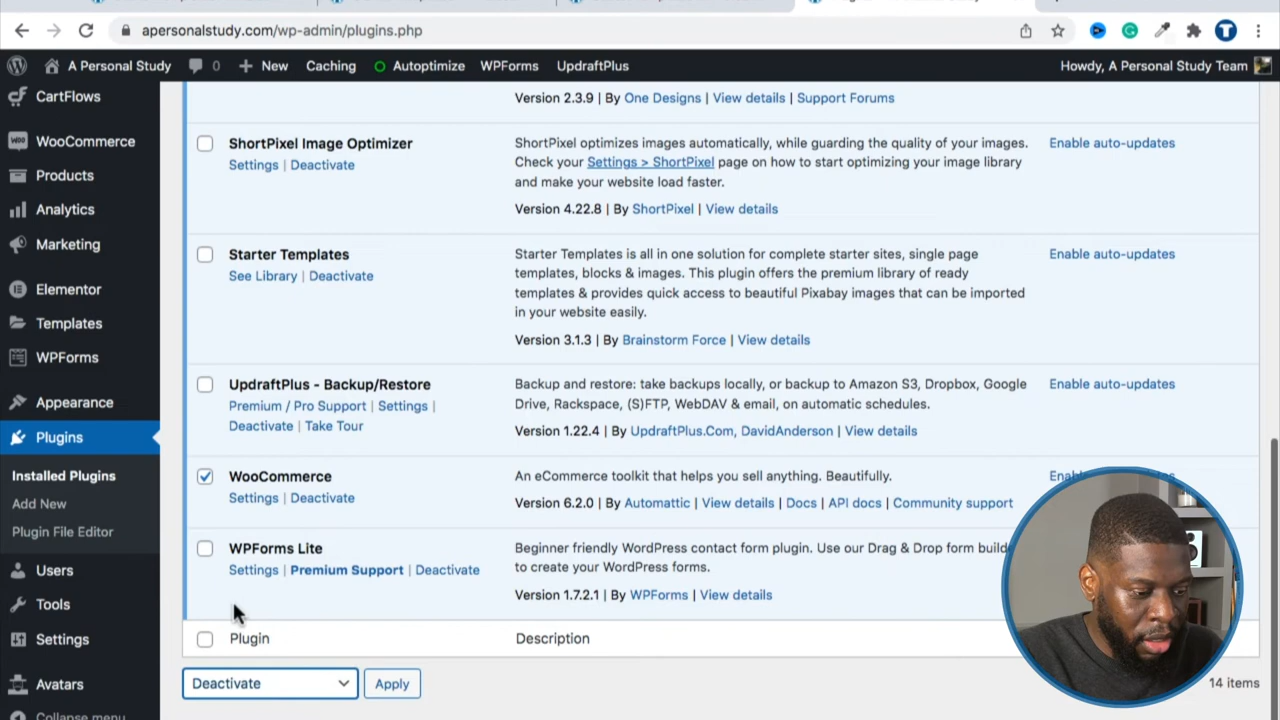 apersonalstudy.com/wp-admin/plugins.php
A Personal Study 0 New Caching Autoptimize WPForms UpdraftPlus Howdy, A Personal Study Team
CartFlows
WooCommerce
Products
Analytics
Marketing
Elementor
Templates
WPForms
Appearance
Plugins
Installed Plugins
Add New
Plugin File Editor
Users
Tools
Settings
Avatars
Collapse menu
Version 2.3.9 | By One Designs | View details | Support Forums
ShortPixel Image Optimizer
Settings | Deactivate
ShortPixel optimizes images automatically, while guarding the quality of your images.
Check your Settings > ShortPixel page on how to start optimizing your image library
and make your website load faster.
Version 4.22.8 | By ShortPixel | View details
Enable auto-updates
Starter Templates
See Library | Deactivate
Starter Templates is all in one solution for complete starter sites, single page
templates, blocks & images. This plugin offers the premium library of ready
templates & provides quick access to beautiful Pixabay images that can be imported
in your website easily.
Version 3.1.3 | By Brainstorm Force | View details
Enable auto-updates
UpdraftPlus - Backup/Restore
Premium / Pro Support | Settings |
Deactivate | Take Tour
Backup and restore: take backups locally, or backup to Amazon S3, Dropbox, Google
Drive, Rackspace, (S)FTP, WebDAV & email, on automatic schedules.
Version 1.22.4 | By UpdraftPlus.Com, DavidAnderson | View details
Enable auto-updates
WooCommerce
Settings | Deactivate
An eCommerce toolkit that helps you sell anything. Beautifully.
Version 6.2.0 | By Automattic | View details | Docs | API docs | Community support
WPForms Lite
Settings | Premium Support | Deactivate
Beginner friendly WordPress contact form plugin. Use our Drag & Drop form
to create your WordPress forms.
Version 1.7.2.1 | By WPForms | View details
Plugin
Description
Deactivate Apply
14 items